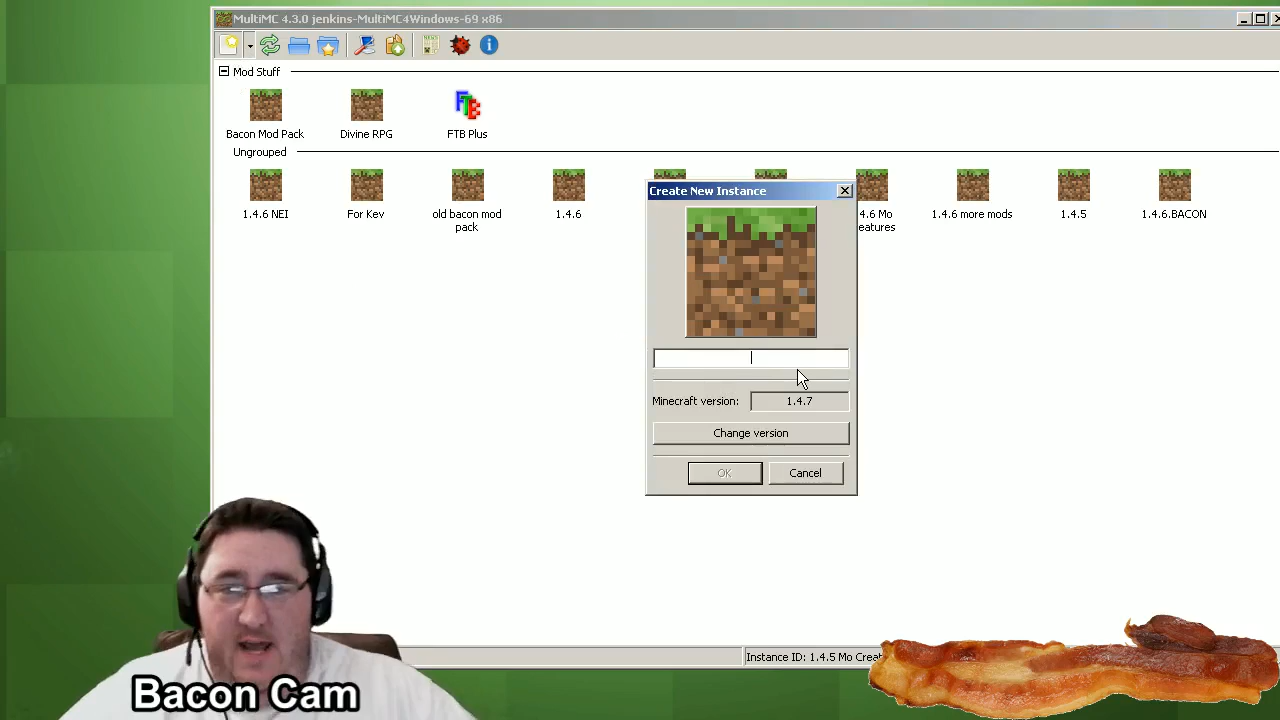 MultiMC 4.3.0 jenkins-MultiMC4Windows-69 x86
Mod Stuff
Bacon Mod Pack
Divine RPG
FTB
FTB Plus
Ungrouped
1.4.6 NEI
For Kev
old bacon mod
pack
1.4.6
4.6 Mo
eatures
1.4.6 more mods
1.4.5
1.4.6.BACON
Create New Instance
Minecraft version:
1.4.7
Change version
OK
Cancel
Instance ID: 1.4.5 Mo Creat
Bacon Cam